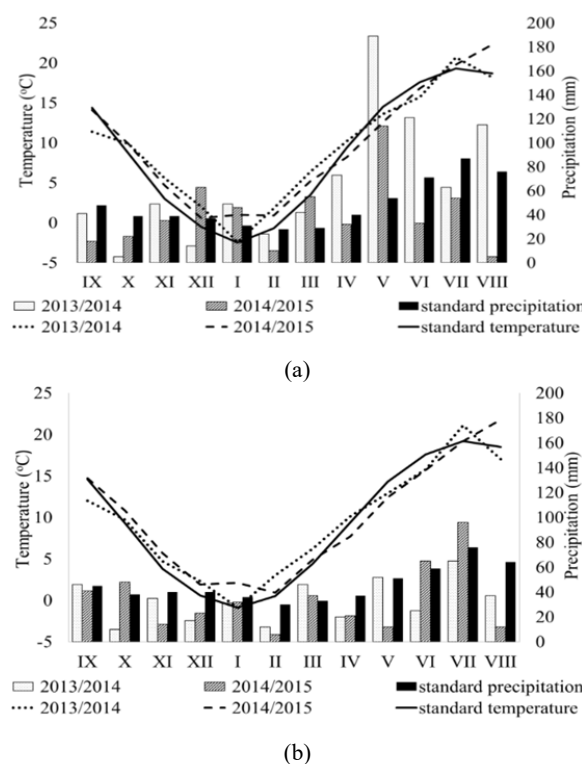 25 200
20 180
160
15 140
120
10 100
5 80
60
0 40
20
-5 0
Temperature (°C)
Precipitation (mm)
IX X XI XII I II III IV V VI VII VIII
2013/2014 2014/2015 standard precipitation
2013/2014 2014/2015 standard temperature
(a)
25 200
20 180
160
15 140
120
10 100
5 80
60
0 40
20
-5 0
Temperature (°C)
Precipitation (mm)
IX X XI XII I II III IV V VI VII VIII
2013/2014 2014/2015 standard precipitation
2013/2014 2014/2015 standard temperature
(b)